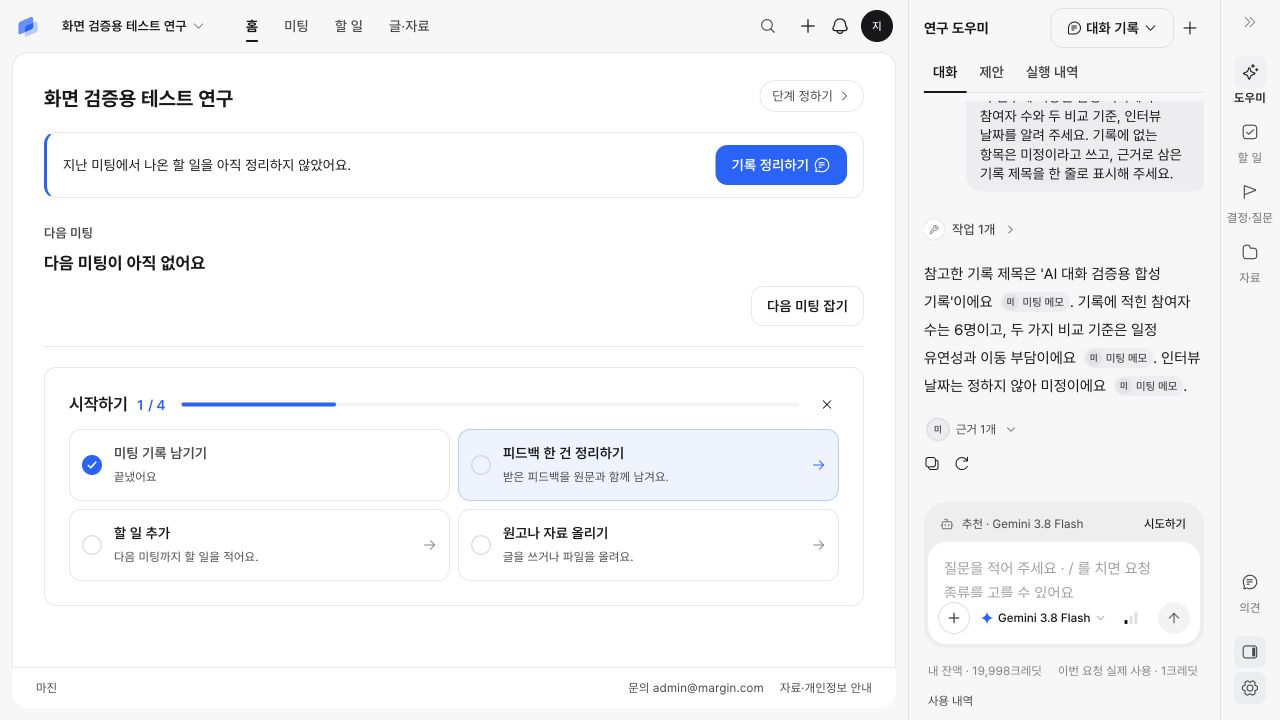 화면 검증용 테스트 연구
홈 미팅 할 일 글·자료
지
화면 검증용 테스트 연구
단계 정하기
지난 미팅에서 나온 할 일을 아직 정리하지 않았어요.
기록 정리하기
다음 미팅
다음 미팅이 아직 없어요
다음 미팅 잡기
시작하기 1 / 4
미팅 기록 남기기
끝냈어요
피드백 한 건 정리하기
받은 피드백을 원문과 함께 남겨요.
할 일 추가
다음 미팅까지 할 일을 적어요.
원고나 자료 올리기
글을 쓰거나 파일을 올려요.
마진
문의 admin@margin.com 자료·개인정보 안내
연구 도우미
대화 기록
대화 제안 실행 내역
참여자 수와 두 비교 기준, 인터뷰
날짜를 알려 주세요. 기록에 없는
항목은 미정이라고 쓰고, 근거로 삼은
기록 제목을 한 줄로 표시해 주세요.
작업 1개
참고한 기록 제목은 'AI 대화 검증용 합성
기록'이에요 미 미팅 메모. 기록에 적힌 참여자
수는 6명이고, 두 가지 비교 기준은 일정
유연성과 이동 부담이에요 미 미팅 메모. 인터뷰
날짜는 정하지 않아 미정이에요 미 미팅 메모.
미 근거 1개
추천 · Gemini 3.8 Flash 시도하기
질문을 적어 주세요 · / 를 치면 요청
종류를 고를 수 있어요
Gemini 3.8 Flash
내 잔액 · 19,998크레딧 이번 요청 실제 사용 · 1크레딧
사용 내역
도우미
할 일
결정·질문
자료
의견